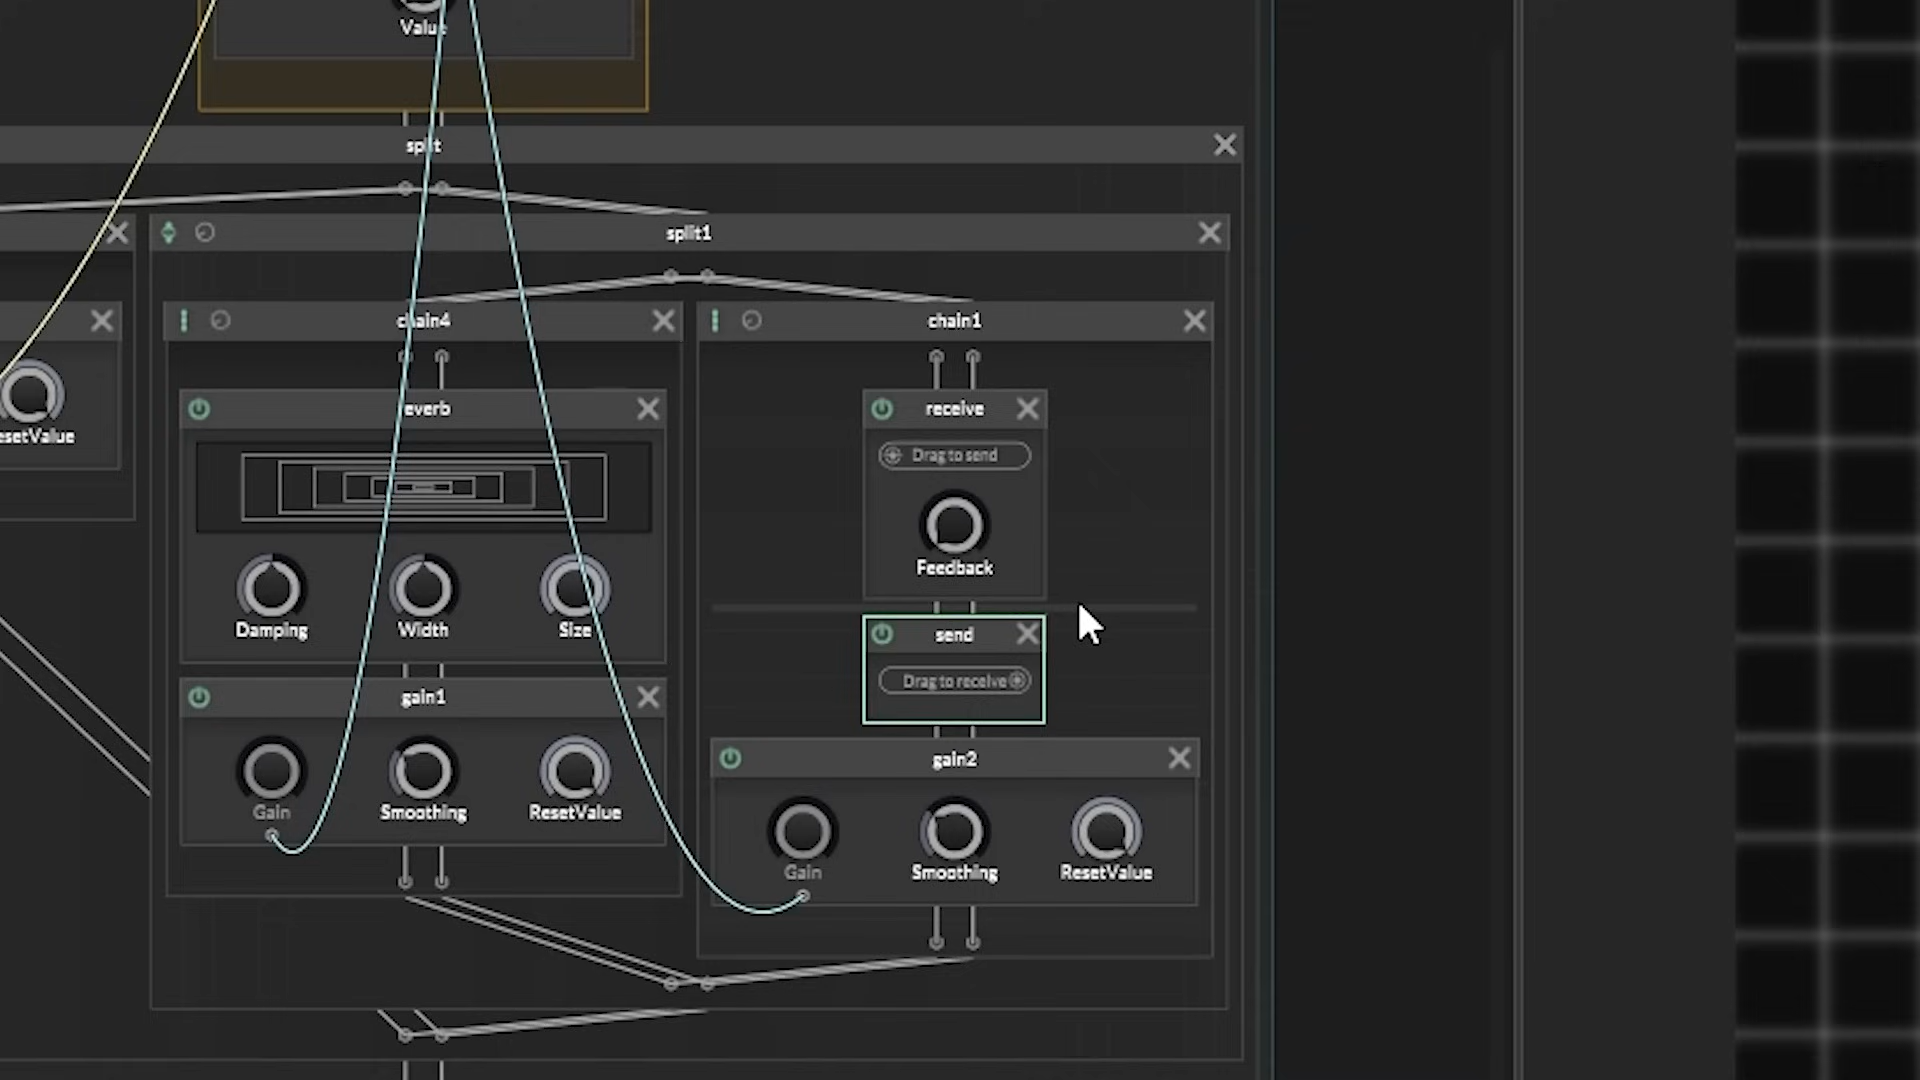 Value
split
split1
chain4
chain1
everb
receive
esetValue
Drag to send
Feedback
Damping
Width
Size
send
Drag to receive
gain1
gain2
Gain
Smoothing
ResetValue
Gain
Smoothing
ResetValue